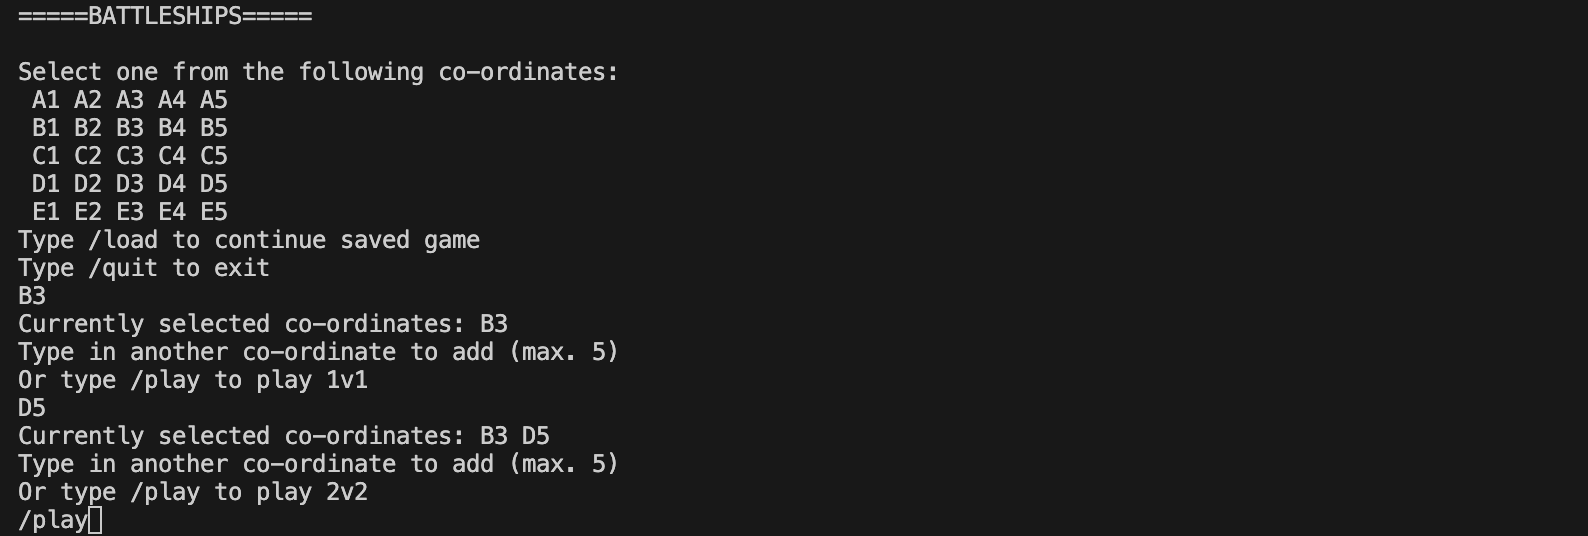 =====BATTLESHIPS=====
Select one from the following co-ordinates:
A1 A2 A3 A4 A5
B1 B2 B3 B4 B5
C1 C2 C3 C4 C5
D1 D2 D3 D4 D5
E1 E2 E3 E4 E5
Type /load to continue saved game
Type /quit to exit
B3
Currently selected co-ordinates: B3
Type in another co-ordinate to add (max. 5)
Or type /play to play 1v1
D5
Currently selected co-ordinates: B3 D5
Type in another co-ordinate to add (max. 5)
Or type /play to play 2v2
/play